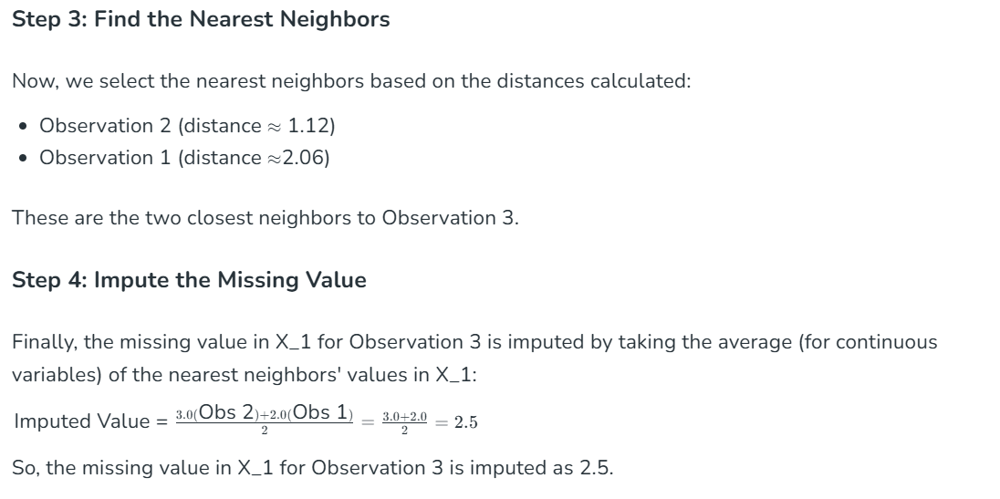 Step 3: Find the Nearest Neighbors
Now, we select the nearest neighbors based on the distances calculated:
• Observation 2 (distance ≈ 1.12)
• Observation 1 (distance ≈2.06)
These are the two closest neighbors to Observation 3.
Step 4: Impute the Missing Value
Finally, the missing value in X_1 for Observation 3 is imputed by taking the average (for continuous
variables) of the nearest neighbors' values in X_1:
Imputed Value = \frac{3.0(Obs 2)+2.0(Obs 1)}{2} = \frac{3.0+2.0}{2} = 2.5
So, the missing value in X_1 for Observation 3 is imputed as 2.5.